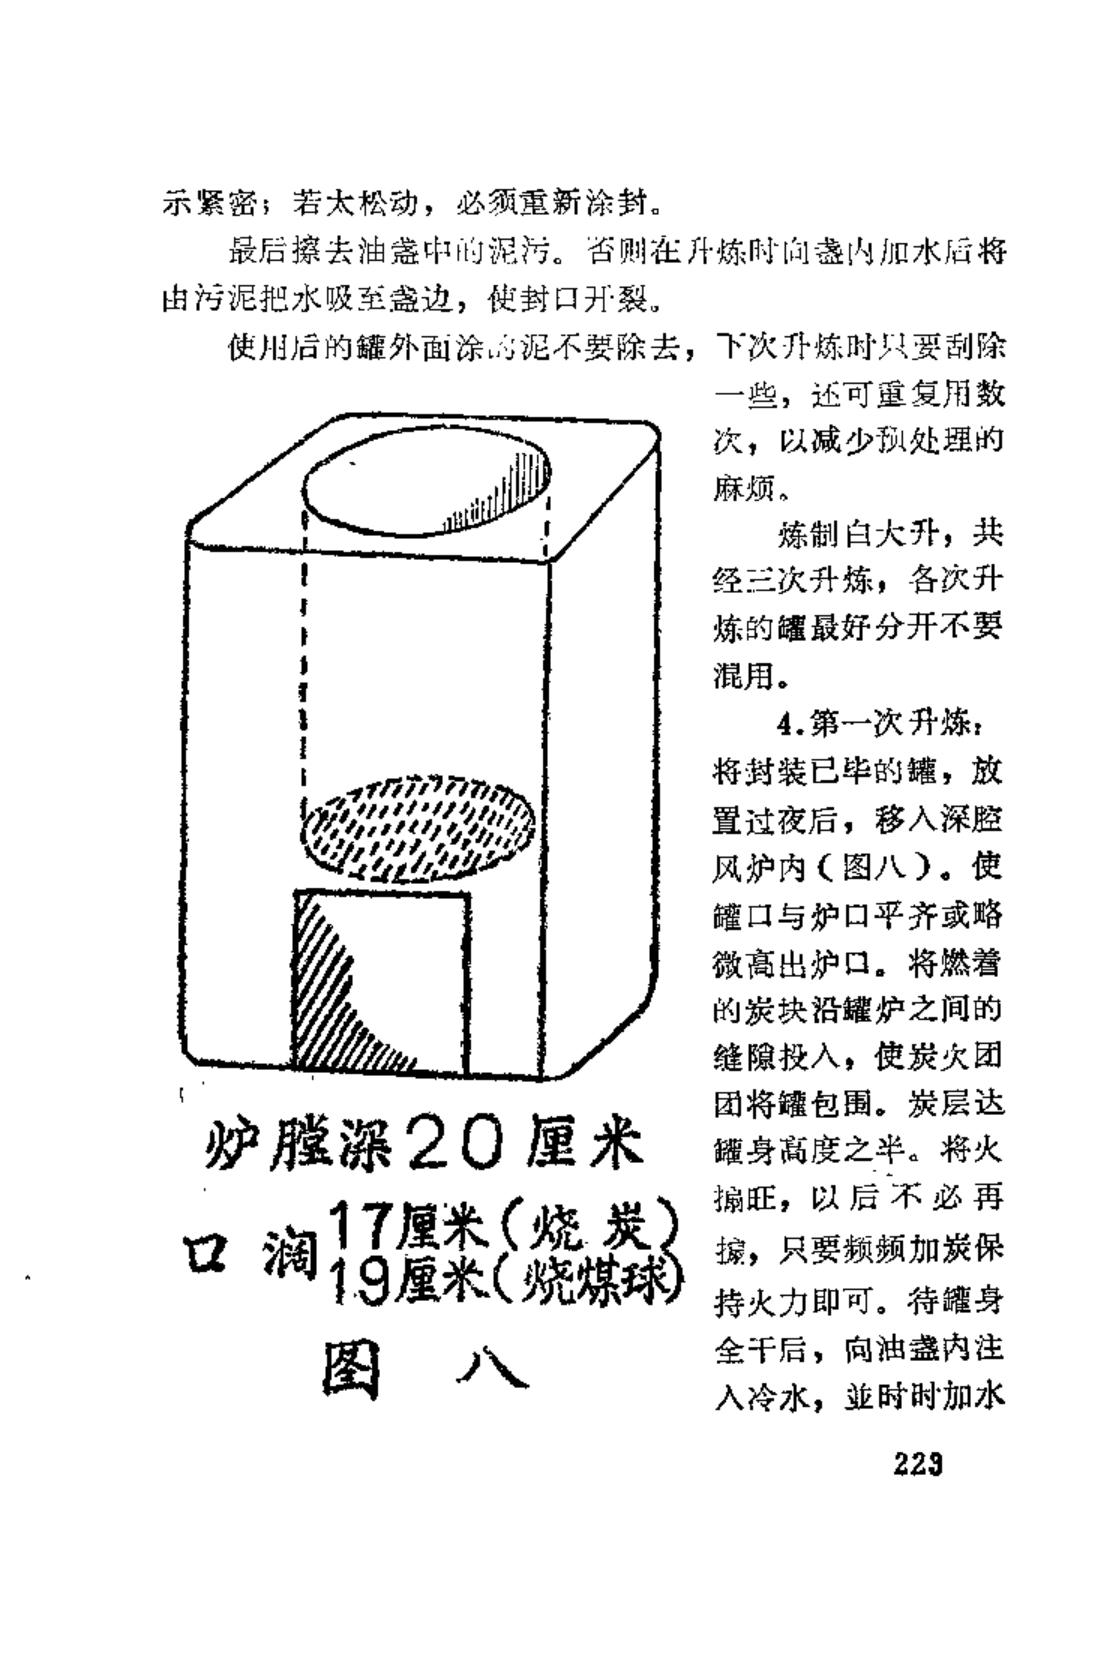 示紧密；若太松动，必须重新涂封。
最后擦去油盏中的泥污。否则在升炼时向盏内加水后将
由污泥把水吸至盏边，使封口开裂。
使用后的罐外面涂的泥不要除去，下次升炼时只要刮除
一些，还可重复用数
次，以减少预处理的
麻烦。
炼制白大升，共
经三次升炼，各次升
炼的罐最好分开不要
混用。
4.第一次升炼：
将封装已毕的罐，放
置过夜后，移入深膛
风炉内（图八）。使
罐口与炉口平齐或略
微高出炉口。将燃着
的炭块沿罐炉之间的
缝隙投入，使炭火团
团将罐包围。炭层达
罐身高度之半。将火
搧旺，以后不必再
搧，只要频频加炭保
持火力即可。待罐身
全干后，向油盏内注
入冷水，並时时加水
炉膛深20厘米
口阔17厘米（烧炭）
19厘米（烧煤球）
图 八
223